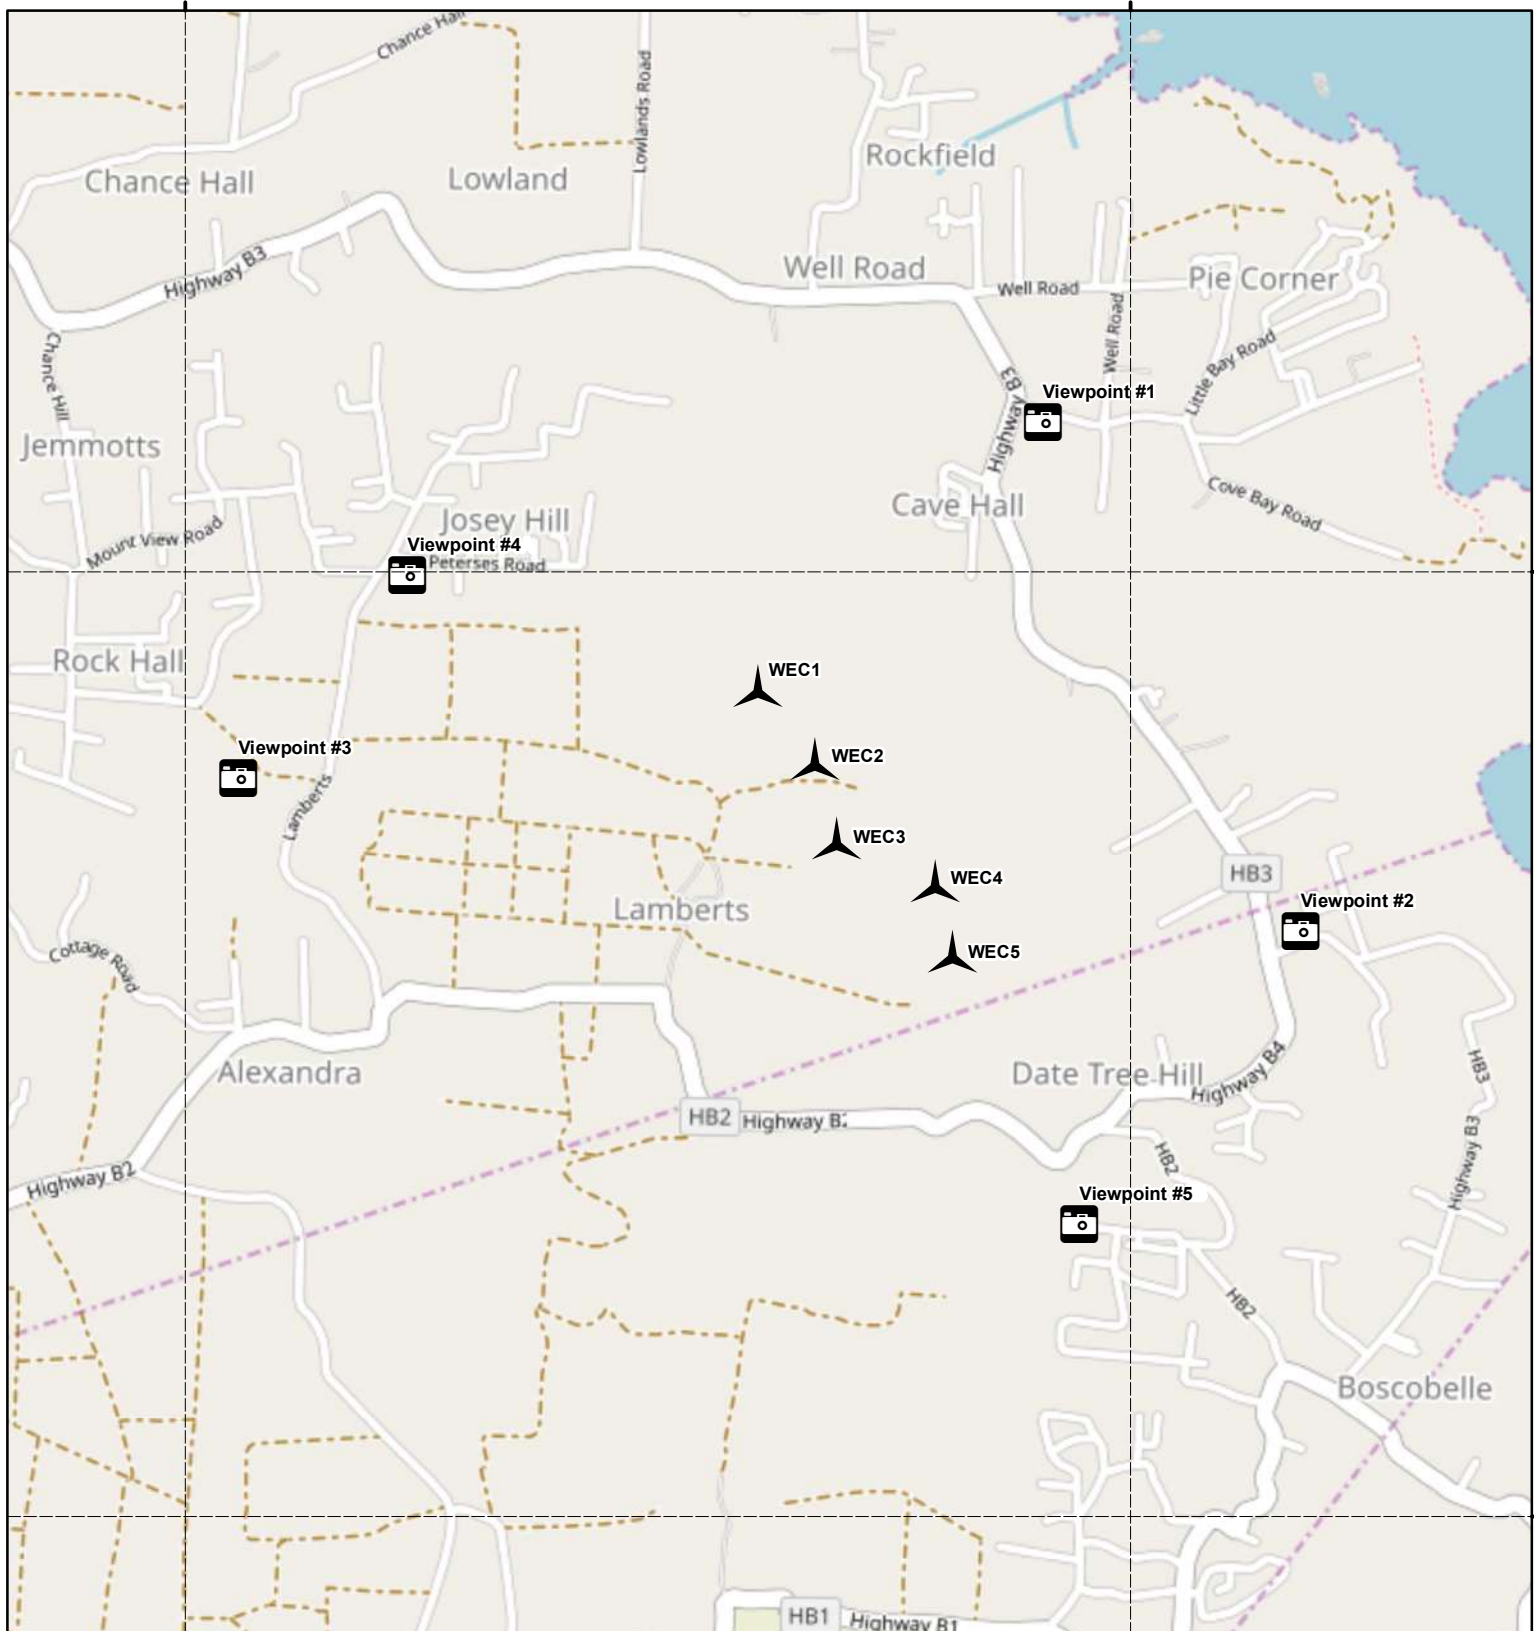 Chance Hall
Lowlands Road
Rockfield
Chance Hall
Lowland
Highway B3
Well Road
Well Road
Pie Corner
Chance Hill
Well Road
Little Bay Road
Highway B3
Viewpoint #1
Jemmotts
Cave Hall
Cove Bay Road
Josey Hill
Mount View Road
Viewpoint #4
Peterses Road
Rock Hall
WEC1
Viewpoint #3
WEC2
Lamberts
WEC3
HB3
WEC4
Viewpoint #2
Lamberts
Cottage Road
WEC5
Alexandra
Date Tree Hill
Highway B4
HB3
HB2
Highway B2
HB2
Highway B3
Highway B2
Viewpoint #5
HB2
Boscobelle
HB1
Highway B1